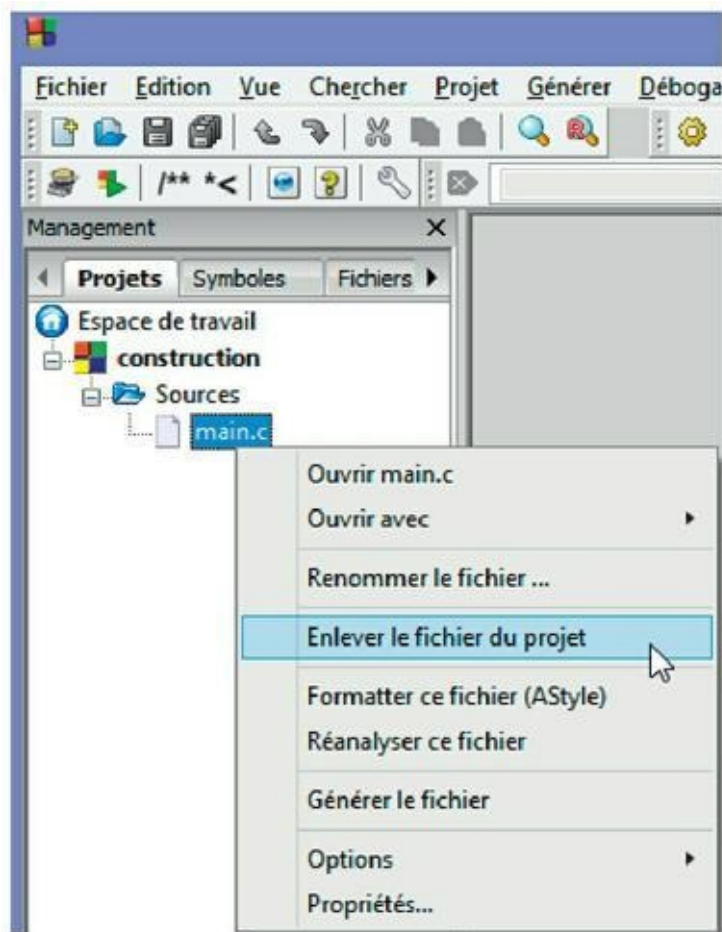 Fichier Edition Vue Chercher Projet Générer Déboga
/** *<
Management
Projets Symboles Fichiers
Espace de travail
construction
Sources
main.c
Ouvrir main.c
Ouvrir avec
Renommer le fichier ...
Enlever le fichier du projet
Formatter ce fichier (AStyle)
Réanalyser ce fichier
Générer le fichier
Options
Propriétés...